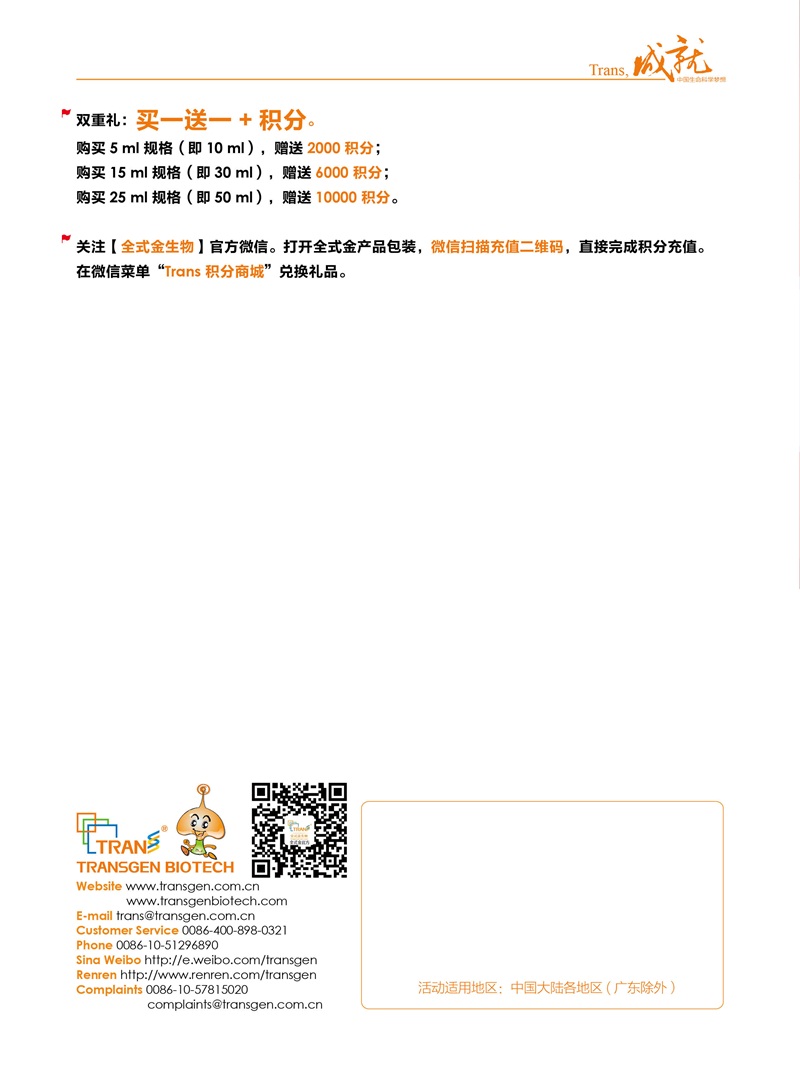 Trans, 成就
中国生命科学梦想
双重礼：买一送一 + 积分。
购买 5 ml 规格（即 10 ml），赠送 2000 积分；
购买 15 ml 规格（即 30 ml），赠送 6000 积分；
购买 25 ml 规格（即 50 ml），赠送 10000 积分。
关注【全式金生物】官方微信。打开全式金产品包装，微信扫描充值二维码，直接完成积分充值。
在微信菜单“Trans 积分商城”兑换礼品。
TRANS®
TRANSGEN BIOTECH
TRANS
Website www.transgen.com.cn
www.transgenbiotech.com
E-mail trans@transgen.com.cn
Customer Service 0086-400-898-0321
Phone 0086-10-51296890
Sina Weibo http://e.weibo.com/transgen
Renren http://www.renren.com/transgen
Complaints 0086-10-57815020
complaints@transgen.com.cn
活动适用地区：中国大陆各地区（广东除外）